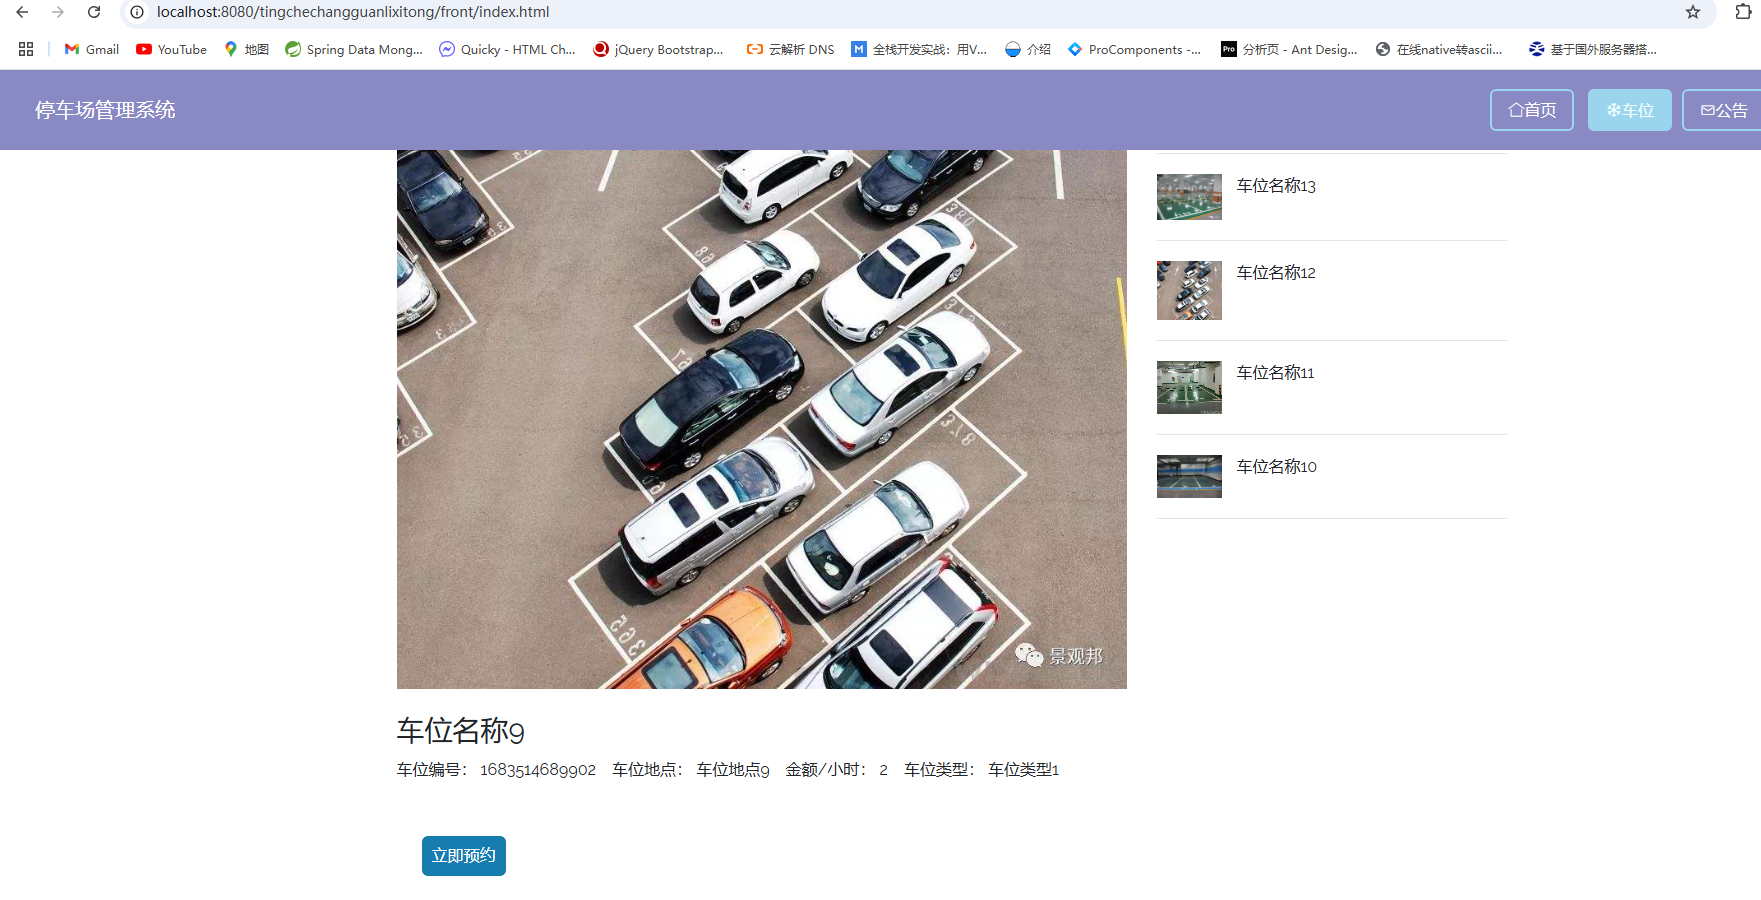 localhost:8080/tingchechangguanlixitong/front/index.html
Gmail YouTube 地图 Spring Data Mong... Quicky - HTML Ch... jQuery Bootstrap... 云解析 DNS 全栈开发实战：用V... 介绍 ProComponents -... Pro 分析页 - Ant Desig... 在线native转ascii... 基于国外服务器搭...
停车场管理系统 首页 车位 公告
车位名称13
车位名称12
车位名称11
车位名称10
380
378
365
景观邦
车位名称9
车位编号： 1683514689902 车位地点： 车位地点9 金额/小时： 2 车位类型： 车位类型1
立即预约